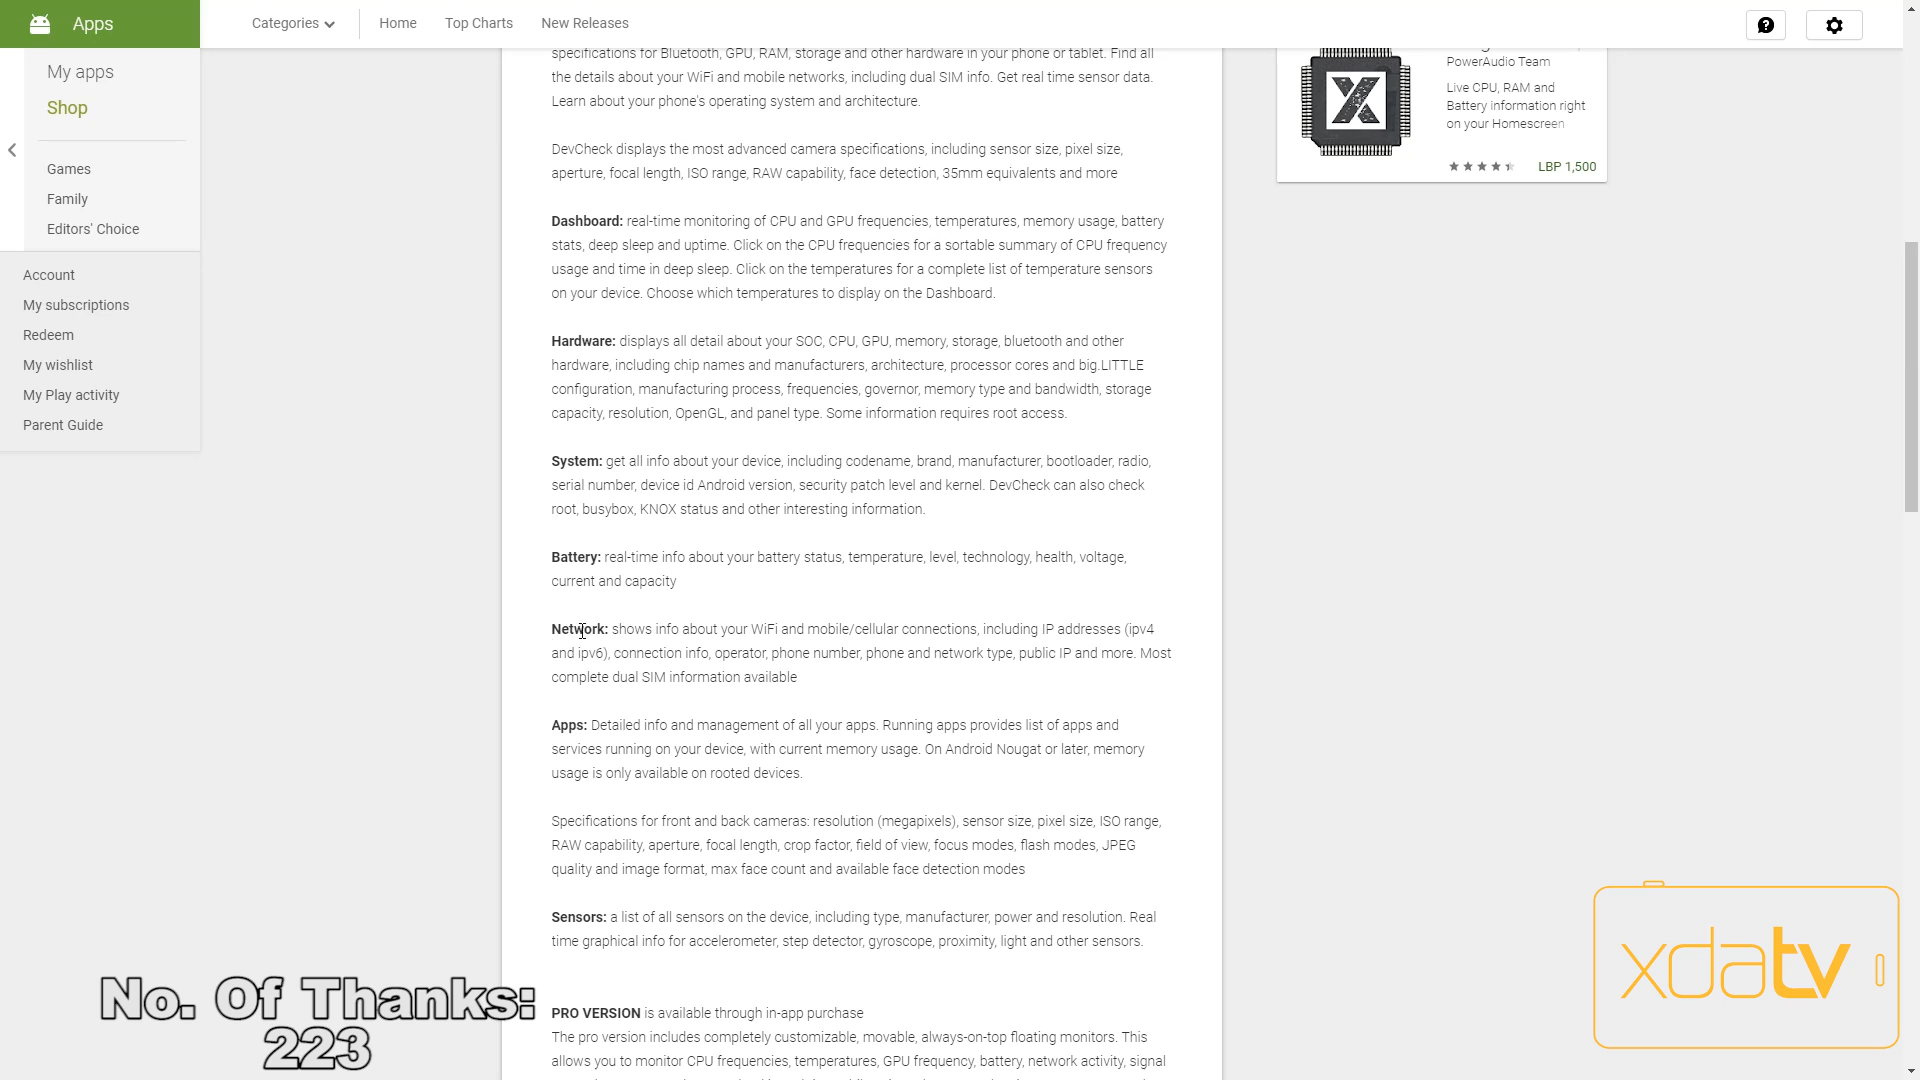 Apps
Categories
Home
Top Charts
New Releases
My apps
Shop
Games
Family
Editors' Choice
Account
My subscriptions
Redeem
My wishlist
My Play activity
Parent Guide
specifications for Bluetooth, GPU, RAM, storage and other hardware in your phone or tablet. Find all
the details about your WiFi and mobile networks, including dual SIM info. Get real time sensor data.
Learn about your phone's operating system and architecture.
DevCheck displays the most advanced camera specifications, including sensor size, pixel size,
aperture, focal length, ISO range, RAW capability, face detection, 35mm equivalents and more
Dashboard: real-time monitoring of CPU and GPU frequencies, temperatures, memory usage, battery
stats, deep sleep and uptime. Click on the CPU frequencies for a sortable summary of CPU frequency
usage and time in deep sleep. Click on the temperatures for a complete list of temperature sensors
on your device. Choose which temperatures to display on the Dashboard.
Hardware: displays all detail about your SOC, CPU, GPU, memory, storage, bluetooth and other
hardware, including chip names and manufacturers, architecture, processor cores and big.LITTLE
configuration, manufacturing process, frequencies, governor, memory type and bandwidth, storage
capacity, resolution, OpenGL, and panel type. Some information requires root access.
System: get all info about your device, including codename, brand, manufacturer, bootloader, radio,
serial number, device id Android version, security patch level and kernel. DevCheck can also check
root, busybox, KNOX status and other interesting information.
Battery: real-time info about your battery status, temperature, level, technology, health, voltage,
current and capacity
Network: shows info about your WiFi and mobile/cellular connections, including IP addresses (ipv4
and ipv6), connection info, operator, phone number, phone and network type, public IP and more. Most
complete dual SIM information available
Apps: Detailed info and management of all your apps. Running apps provides list of apps and
services running on your device, with current memory usage. On Android Nougat or later, memory
usage is only available on rooted devices.
Specifications for front and back cameras: resolution (megapixels), sensor size, pixel size, ISO range,
RAW capability, aperture, focal length, crop factor, field of view, focus modes, flash modes, JPEG
quality and image format, max face count and available face detection modes
Sensors: a list of all sensors on the device, including type, manufacturer, power and resolution. Real
time graphical info for accelerometer, step detector, gyroscope, proximity, light and other sensors.
PRO VERSION is available through in-app purchase
The pro version includes completely customizable, movable, always-on-top floating monitors. This
allows you to monitor CPU frequencies, temperatures, GPU frequency, battery, network activity, signal
PowerAudio Team
Live CPU, RAM and
Battery information right
on your Homescreen
LBP 1,500
X
No. Of Thanks:
223
xdatv